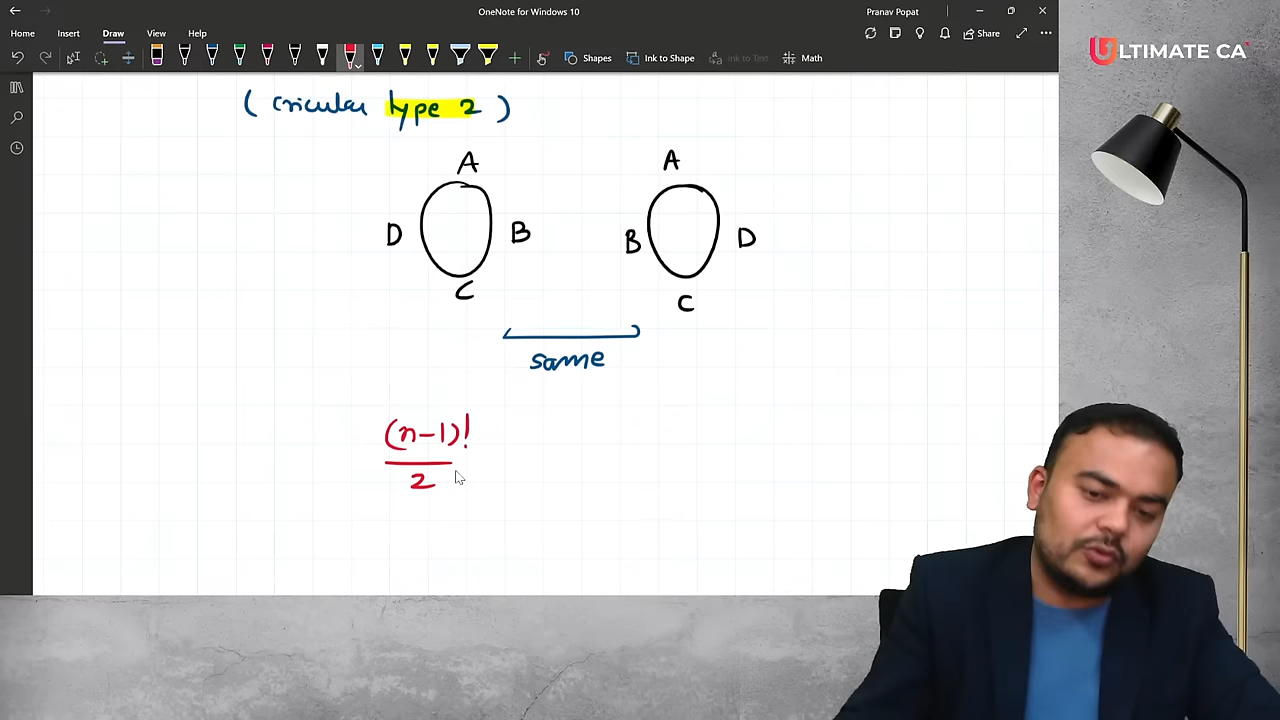 OneNote for Windows 10
Pranav Popat
Home Insert Draw View Help
Share
Shapes Ink to Shape Ink to Text Math
ULTIMATE CA
(Circular type 2)
A A
D B B D
C C
same
(n-1)!
2